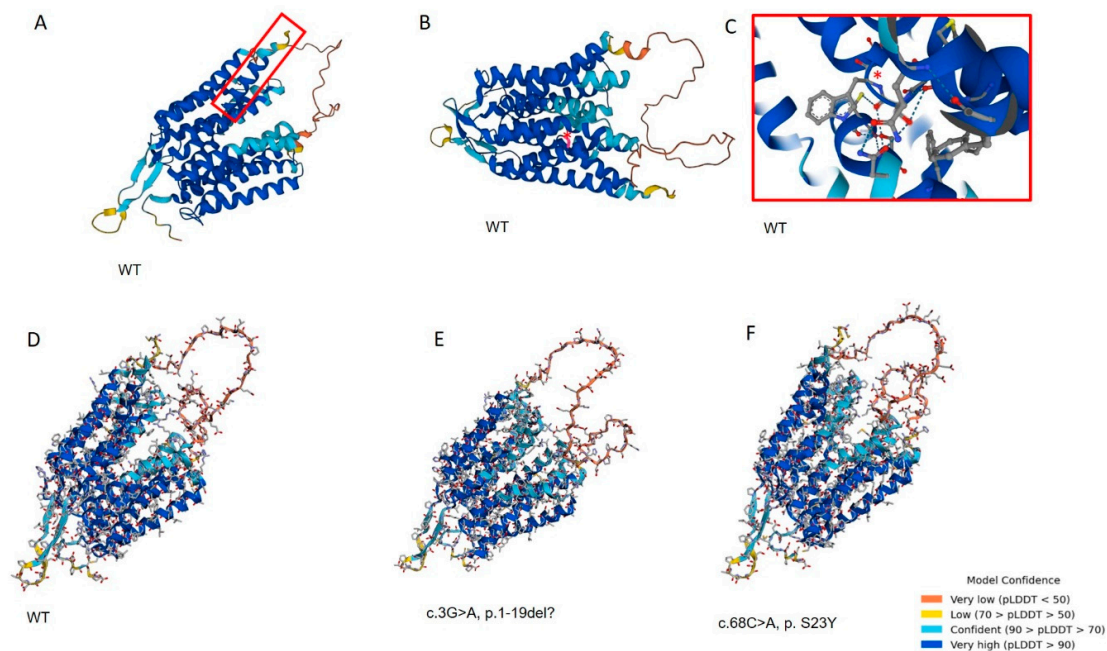 A
B
C
*
*
WT
WT
WT
D
E
F
WT
c.3G>A, p.1-19del?
c.68C>A, p. S23Y
Model Confidence
Very low (pLDDT < 50)
Low (70 > pLDDT > 50)
Confident (90 > pLDDT > 70)
Very high (pLDDT > 90)